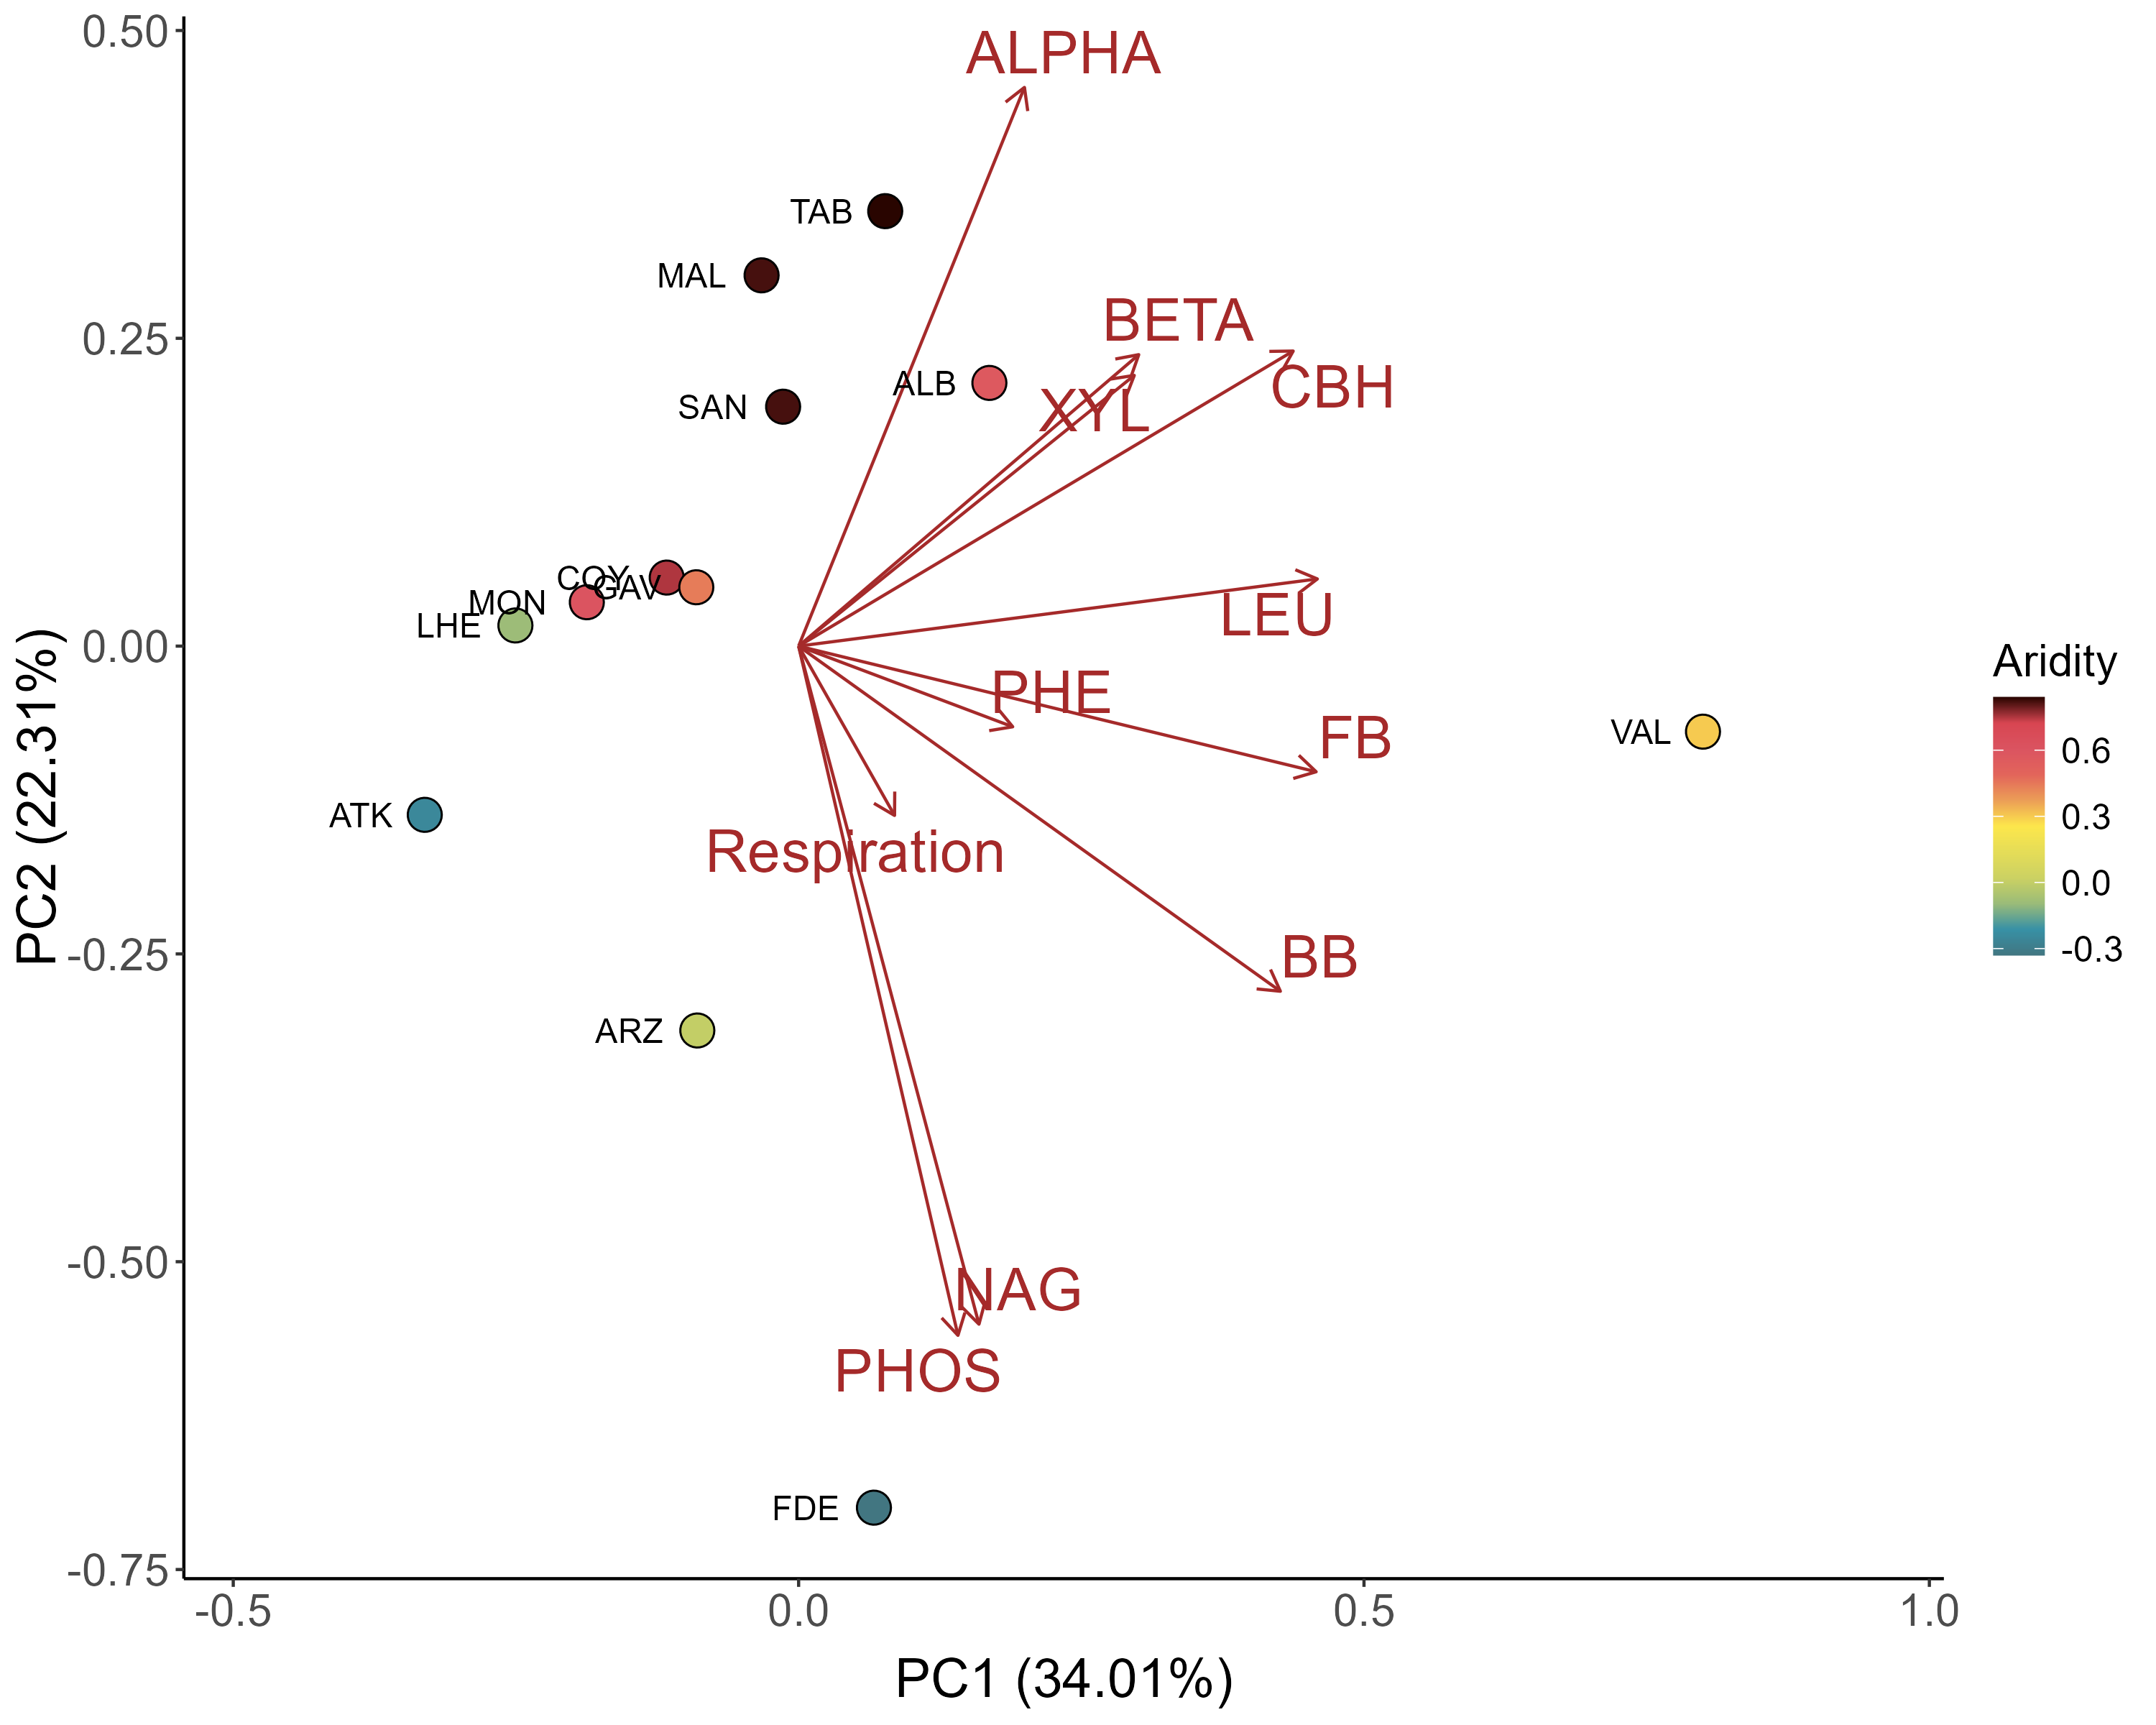 0.50
0.25
0.00
-0.25
-0.50
-0.75
PC2 (22.31%)
-0.5
0.0
0.5
1.0
PC1 (34.01%)
ALPHA
TAB
MAL
BETA
ALB
CBH
XYL
SAN
COY
GAV
MON
LHE
LEU
PHE
FB
VAL
ATK
Respiration
BB
ARZ
NAG
PHOS
FDE
Aridity
0.6
0.3
0.0
-0.3